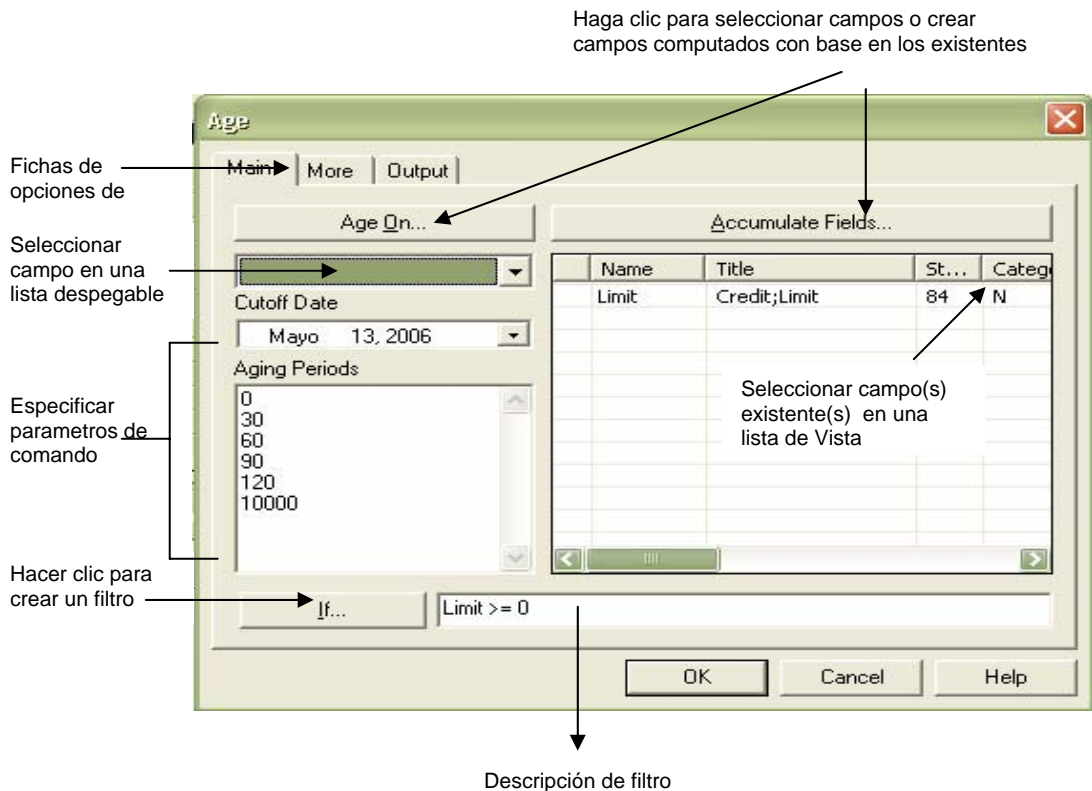 Haga clic para seleccionar campos o crear
campos computados con base en los existentes
Age
Fichas de
opciones de
Main
More
Output
Age On...
Accumulate Fields...
Seleccionar
campo en una
lista despegable
Name
Title
St...
Categ
Limit
Credit;Limit
84
N
Cutoff Date
Mayo 13, 2006
Aging Periods
0
30
60
90
120
10000
Seleccionar campo(s)
existente(s) en una
lista de Vista
Especificar
parametros de
comando
Hacer clic para
crear un filtro
If...
Limit >= 0
OK
Cancel
Help
Descripción de filtro